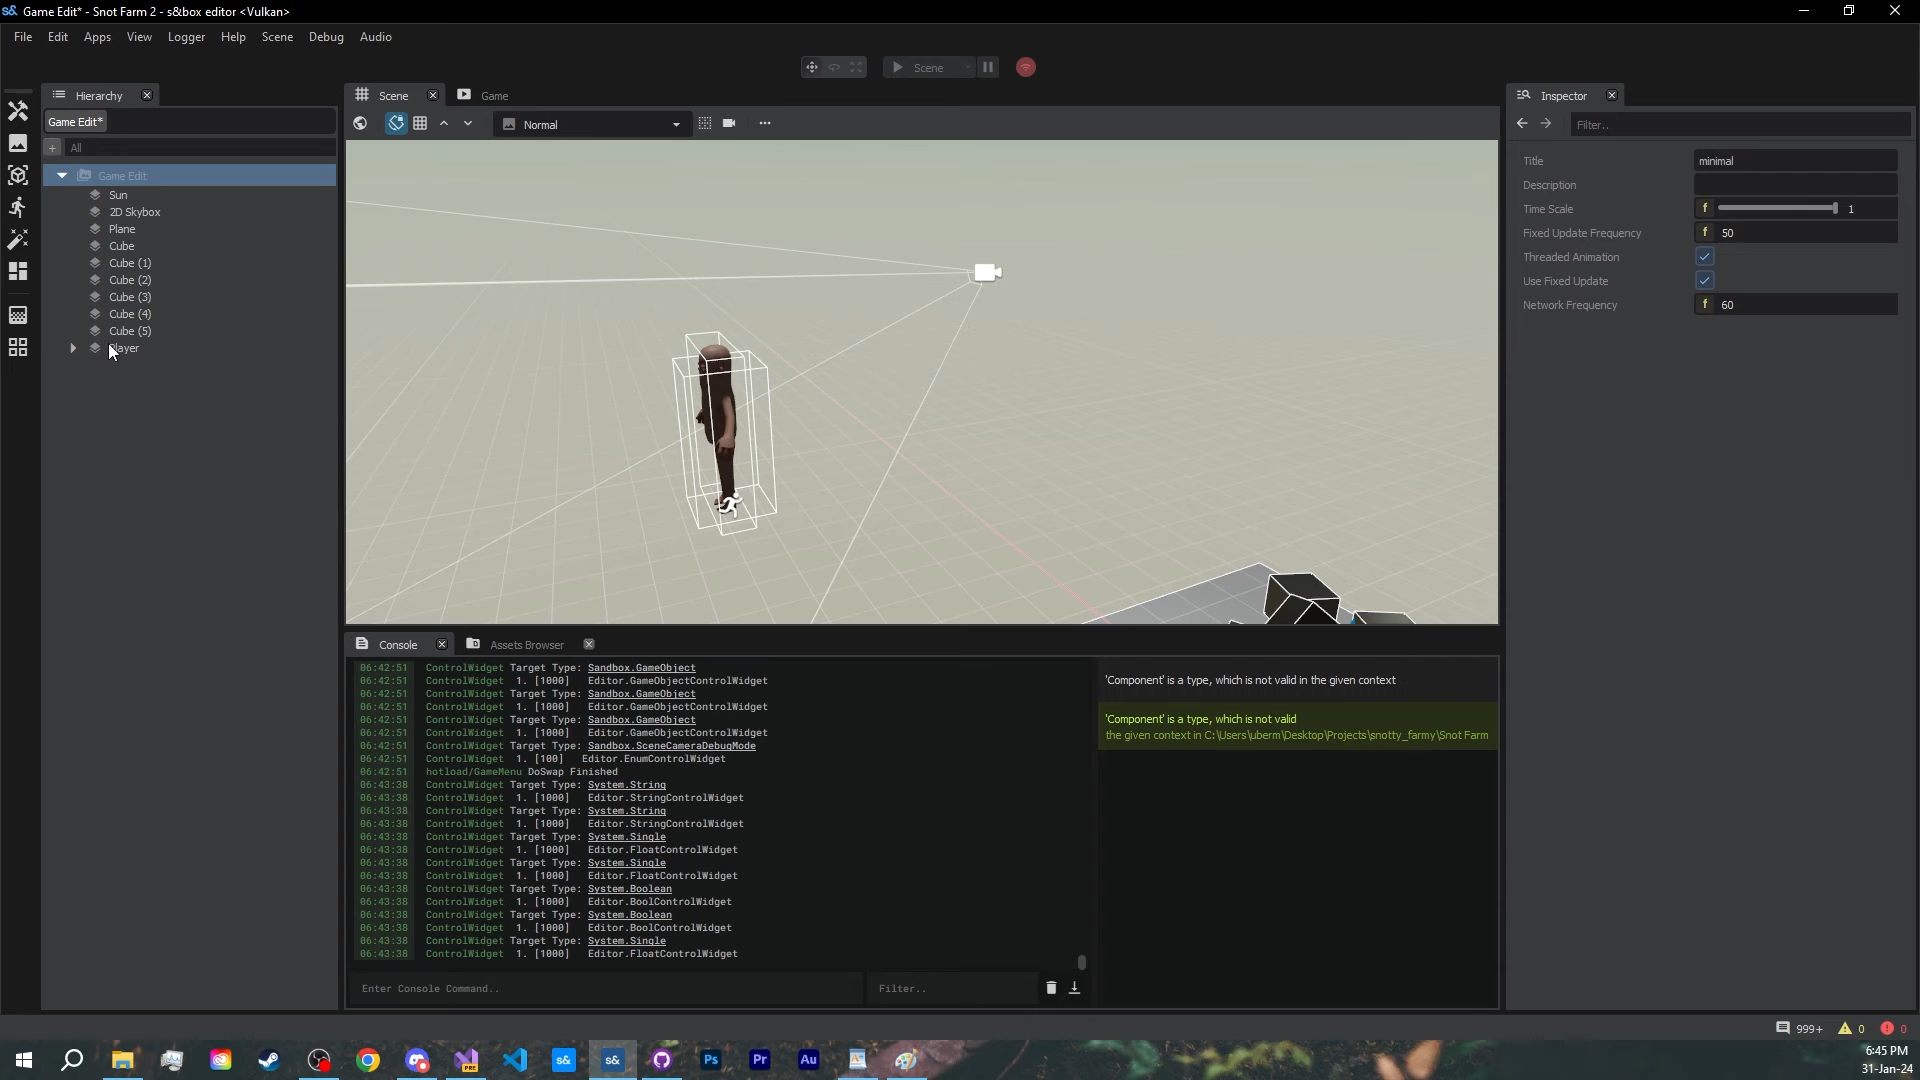 Game Edit* - Snot Farm 2 - s&box editor <Vulkan>
File Edit Apps View Logger Help Scene Debug Audio
Scene
Hierarchy
Game Edit*
All
Game Edit
Sun
2D Skybox
Plane
Cube
Cube (1)
Cube (2)
Cube (3)
Cube (4)
Cube (5)
Player
Scene
Game
Normal
Inspector
Filter..
Title minimal
Description
Time Scale f 1
Fixed Update Frequency f 50
Threaded Animation
Use Fixed Update
Network Frequency f 60
Console
Assets Browser
06:42:51 ControlWidget Target Type: Sandbox.GameObject
06:42:51 ControlWidget 1. [1000] Editor.GameObjectControlWidget
06:42:51 ControlWidget Target Type: Sandbox.GameObject
06:42:51 ControlWidget 1. [1000] Editor.GameObjectControlWidget
06:42:51 ControlWidget Target Type: Sandbox.GameObject
06:42:51 ControlWidget 1. [1000] Editor.GameObjectControlWidget
06:42:51 ControlWidget Target Type: Sandbox.SceneCameraDebugMode
06:42:51 ControlWidget 1. [100] Editor.EnumControlWidget
06:42:51 hotload/GameMenu DoSwap Finished
06:43:38 ControlWidget Target Type: System.String
06:43:38 ControlWidget 1. [1000] Editor.StringControlWidget
06:43:38 ControlWidget Target Type: System.String
06:43:38 ControlWidget 1. [1000] Editor.StringControlWidget
06:43:38 ControlWidget Target Type: System.Single
06:43:38 ControlWidget 1. [1000] Editor.FloatControlWidget
06:43:38 ControlWidget Target Type: System.Single
06:43:38 ControlWidget 1. [1000] Editor.FloatControlWidget
06:43:38 ControlWidget Target Type: System.Boolean
06:43:38 ControlWidget 1. [1000] Editor.BoolControlWidget
06:43:38 ControlWidget Target Type: System.Boolean
06:43:38 ControlWidget 1. [1000] Editor.BoolControlWidget
06:43:38 ControlWidget Target Type: System.Single
06:43:38 ControlWidget 1. [1000] Editor.FloatControlWidget
Enter Console Command..
Filter..
'Component' is a type, which is not valid in the given context
'Component' is a type, which is not valid
the given context in C:\Users\uberm\Desktop\Projects\snotty_farmy\Snot Farm
999+ 0 0
s& s& PRE Ps Pr Au
6:45 PM
31-Jan-24